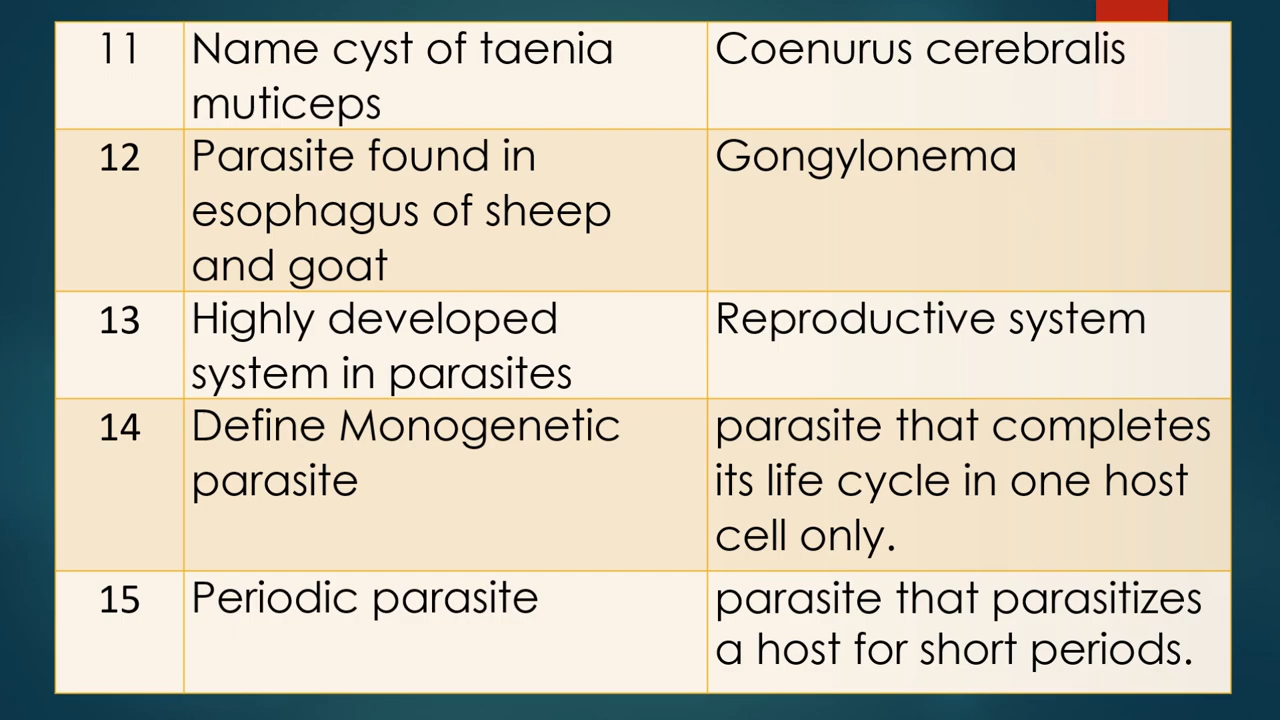 11 Name cyst of taenia Coenurus cerebralis
muticeps
12 Parasite found in Gongylonema
esophagus of sheep
and goat
13 Highly developed Reproductive system
system in parasites
14 Define Monogenetic parasite that completes
parasite its life cycle in one host
cell only.
15 Periodic parasite parasite that parasitizes
a host for short periods.